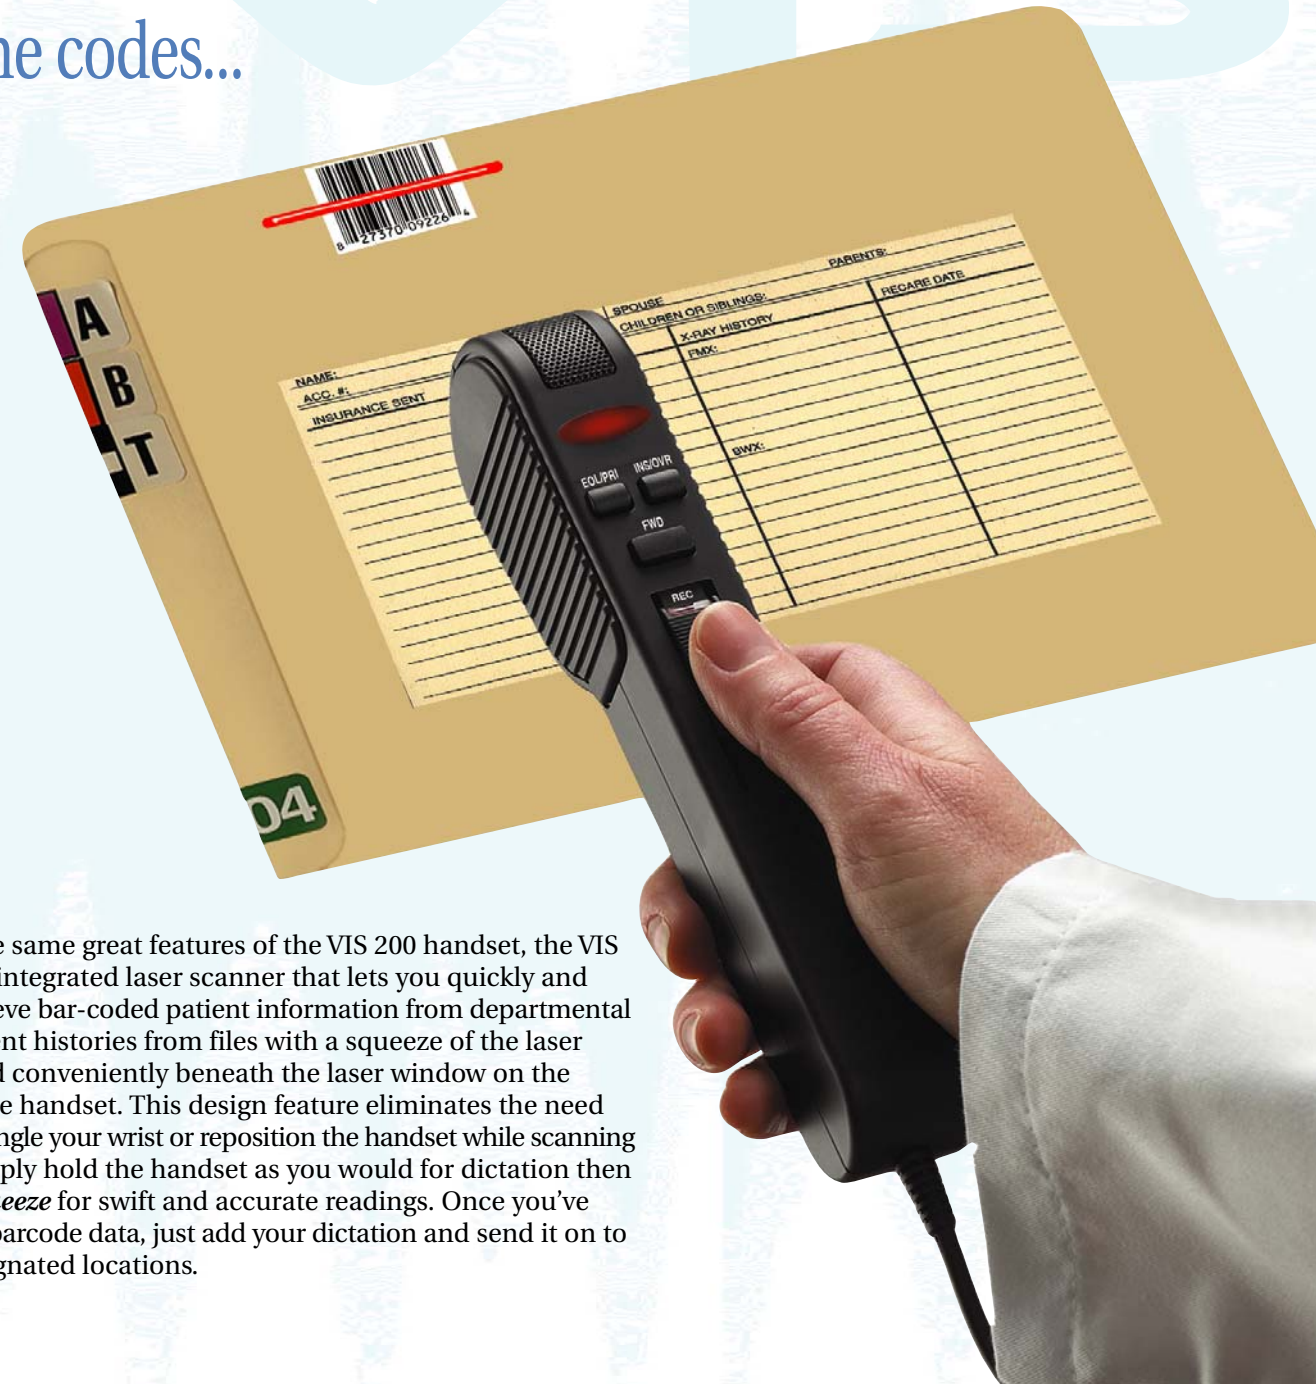 ne codes...
8 27370 09226 4
A
B
T
04
PARENTS:
SPOUSE
RECARE DATE
CHILDREN OR SIBLINGS:
X-RAY HISTORY
FMX:
NAME:
ACC. #:
INSURANCE SENT
BWX:
EOL/PRI INS/OVR
FWD
REC
e same great features of the VIS 200 handset, the VIS
integrated laser scanner that lets you quickly and
eve bar-coded patient information from departmental
ent histories from files with a squeeze of the laser
d conveniently beneath the laser window on the
e handset. This design feature eliminates the need
ngle your wrist or reposition the handset while scanning
ply hold the handset as you would for dictation then
eeze for swift and accurate readings. Once you've
barcode data, just add your dictation and send it on to
gnated locations.